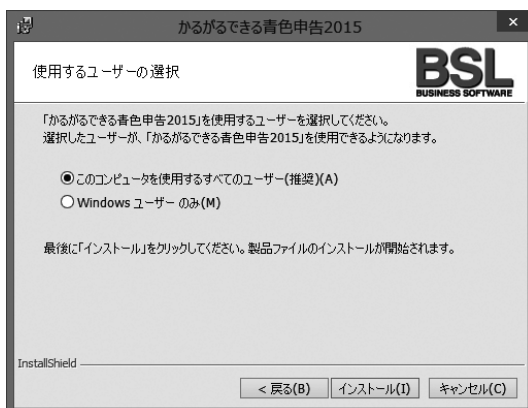 かるがるできる青色申告2015
使用するユーザーの選択
BSL
BUSINESS SOFTWARE
「かるがるできる青色申告2015」を使用するユーザーを選択してください。
選択したユーザーが、「かるがるできる青色申告2015」を使用できるようになります。
このコンピュータを使用するすべてのユーザー(推奨)(A)
Windows ユーザー のみ(M)
最後に「インストール」をクリックしてください。製品ファイルのインストールが開始されます。
InstallShield
< 戻る(B) インストール(I) キャンセル(C)